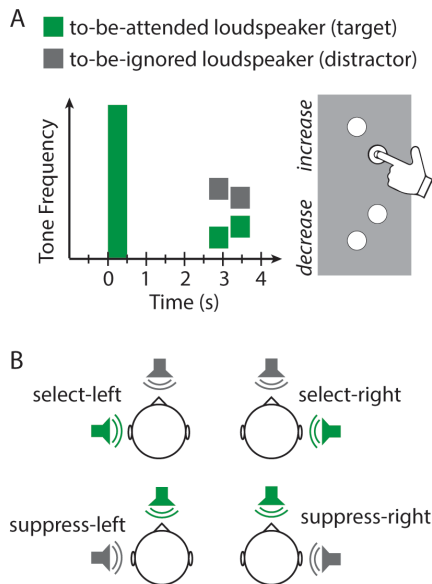 A
to-be-attended loudspeaker (target)
to-be-ignored loudspeaker (distractor)
Tone Frequency
0 1 2 3 4
Time (s)
increase
decrease
B
select-left
select-right
suppress-left
suppress-right